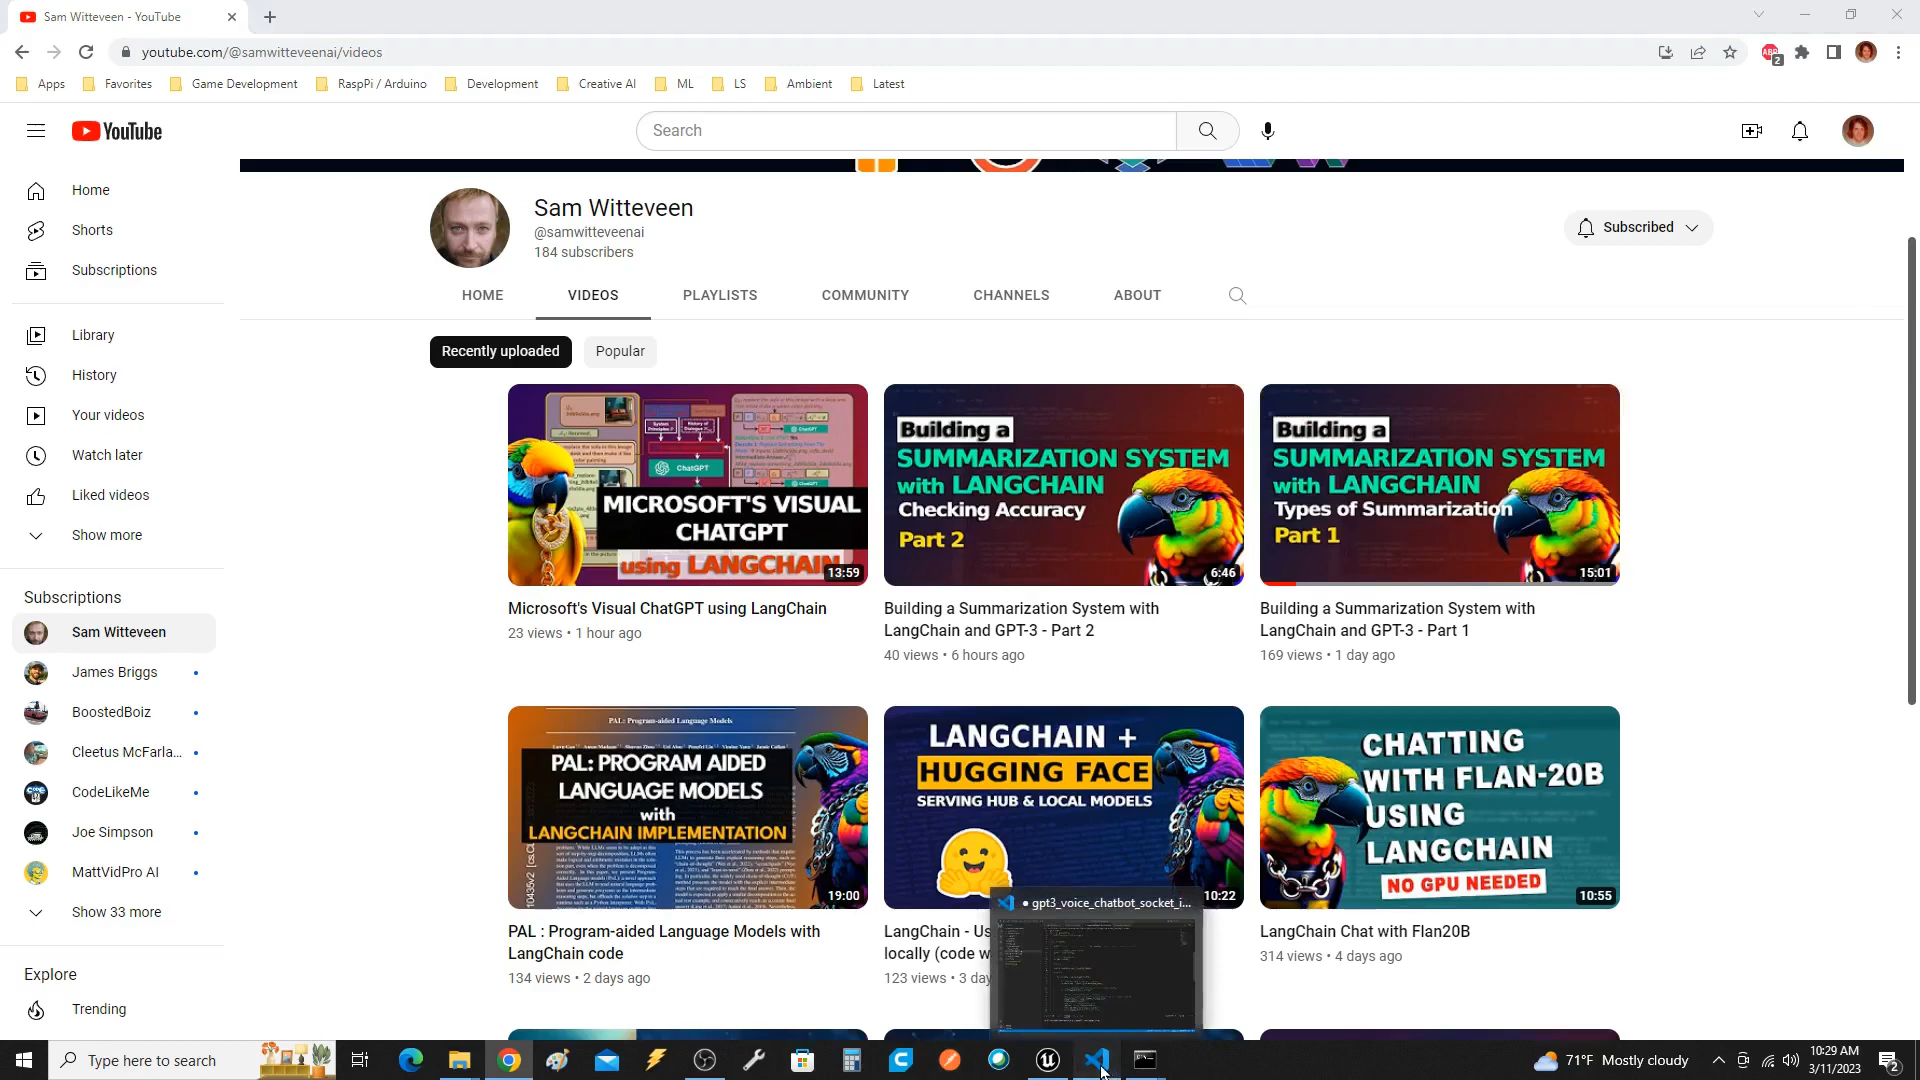 Sam Witteveen - YouTube
youtube.com/@samwitteveenai/videos
ABP
2
Apps
Favorites
Game Development
RaspPi / Arduino
Development
Creative AI
ML
LS
Ambient
Latest
YouTube
Search
Home
Shorts
Subscriptions
Library
History
Your videos
Watch later
Liked videos
Show more
Subscriptions
Sam Witteveen
James Briggs
BoostedBoiz
Cleetus McFarla...
CodeLikeMe
Joe Simpson
MattVidPro AI
Show 33 more
Explore
Trending
Sam Witteveen
@samwitteveenai
184 subscribers
Subscribed
HOME
VIDEOS
PLAYLISTS
COMMUNITY
CHANNELS
ABOUT
Recently uploaded
Popular
ChatGPT
MICROSOFT'S VISUAL
CHATGPT
using LANGCHAIN
13:59
Microsoft's Visual ChatGPT using LangChain
23 views • 1 hour ago
Building a
SUMMARIZATION SYSTEM
with LANGCHAIN
Checking Accuracy
Part 2
6:46
Building a Summarization System with
LangChain and GPT-3 - Part 2
40 views • 6 hours ago
Building a
SUMMARIZATION SYSTEM
with LANGCHAIN
Types of Summarization
Part 1
15:01
Building a Summarization System with
LangChain and GPT-3 - Part 1
169 views • 1 day ago
PAL: Program-aided Language Models
PAL: PROGRAM AIDED
LANGUAGE MODELS
with
LANGCHAIN IMPLEMENTATION
19:00
PAL : Program-aided Language Models with
LangChain code
134 views • 2 days ago
LANGCHAIN +
HUGGING FACE
SERVING HUB & LOCAL MODELS
10:22
LangChain - Us
locally (code w
123 views • 3 day
CHATTING
WITH FLAN-20B
USING
LANGCHAIN
NO GPU NEEDED
10:55
LangChain Chat with Flan20B
314 views • 4 days ago
• gpt3_voice_chatbot_socket_i...
Type here to search
71°F Mostly cloudy
10:29 AM
3/11/2023
2